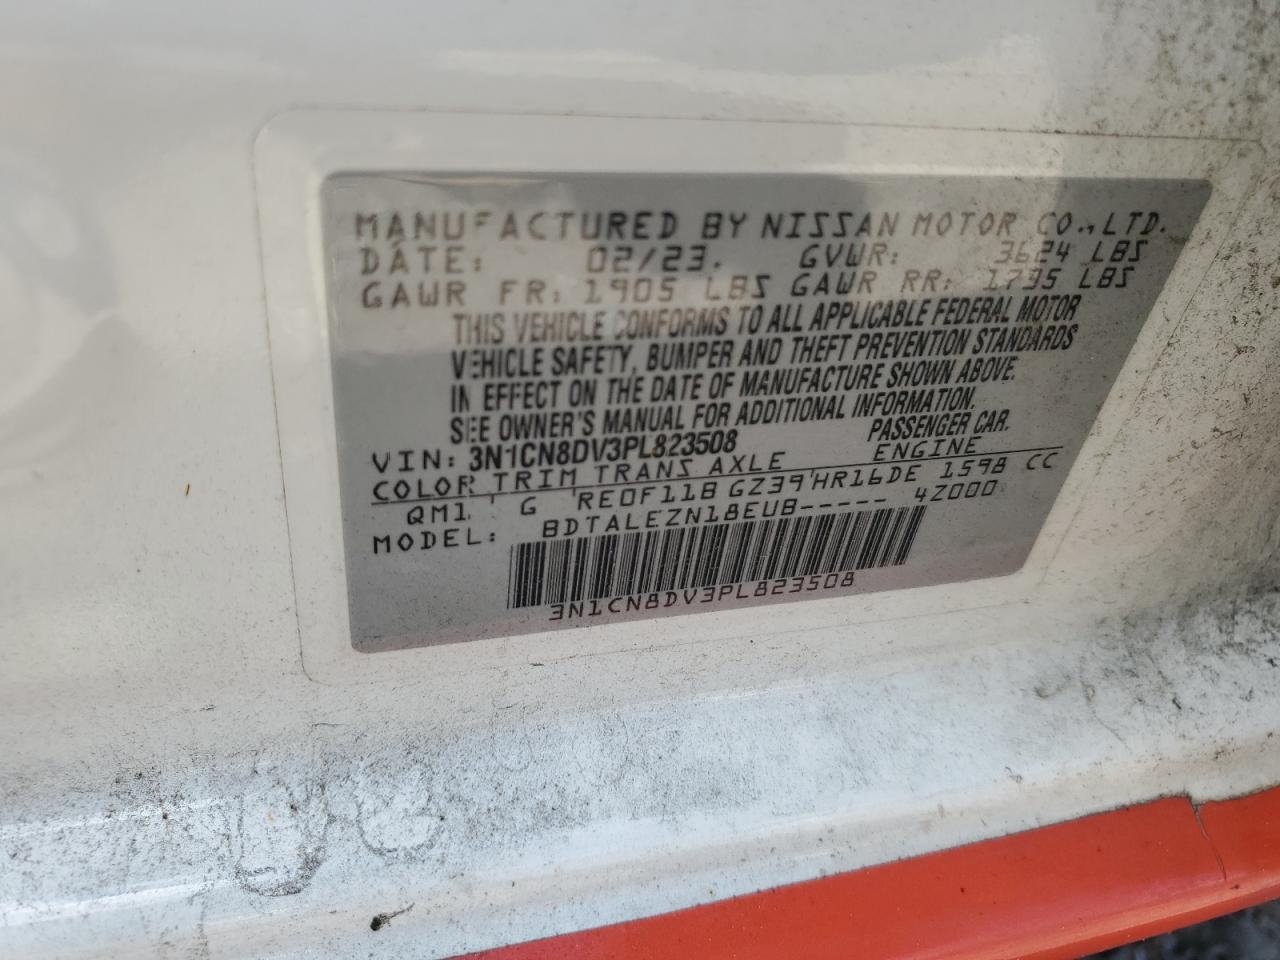 MANUFACTURED BY NISSAN MOTOR CO., LTD.
DATE: 02/23. GVWR: 3624 LBS
GAWR FR: 1905 LBS GAWR RR: 1735 LBS
THIS VEHICLE CONFORMS TO ALL APPLICABLE FEDERAL MOTOR
VEHICLE SAFETY, BUMPER AND THEFT PREVENTION STANDARDS
IN EFFECT ON THE DATE OF MANUFACTURE SHOWN ABOVE.
SEE OWNER'S MANUAL FOR ADDITIONAL INFORMATION.
VIN: 3N1CN8DV3PL823508 PASSENGER CAR.
COLOR TRIM TRANS AXLE ENGINE
QM1 G RE0F11B GZ39 HR16DE 1598 CC
MODEL: BDTALEZN18EUB----- 4Z000
3N1CN8DV3PL823508